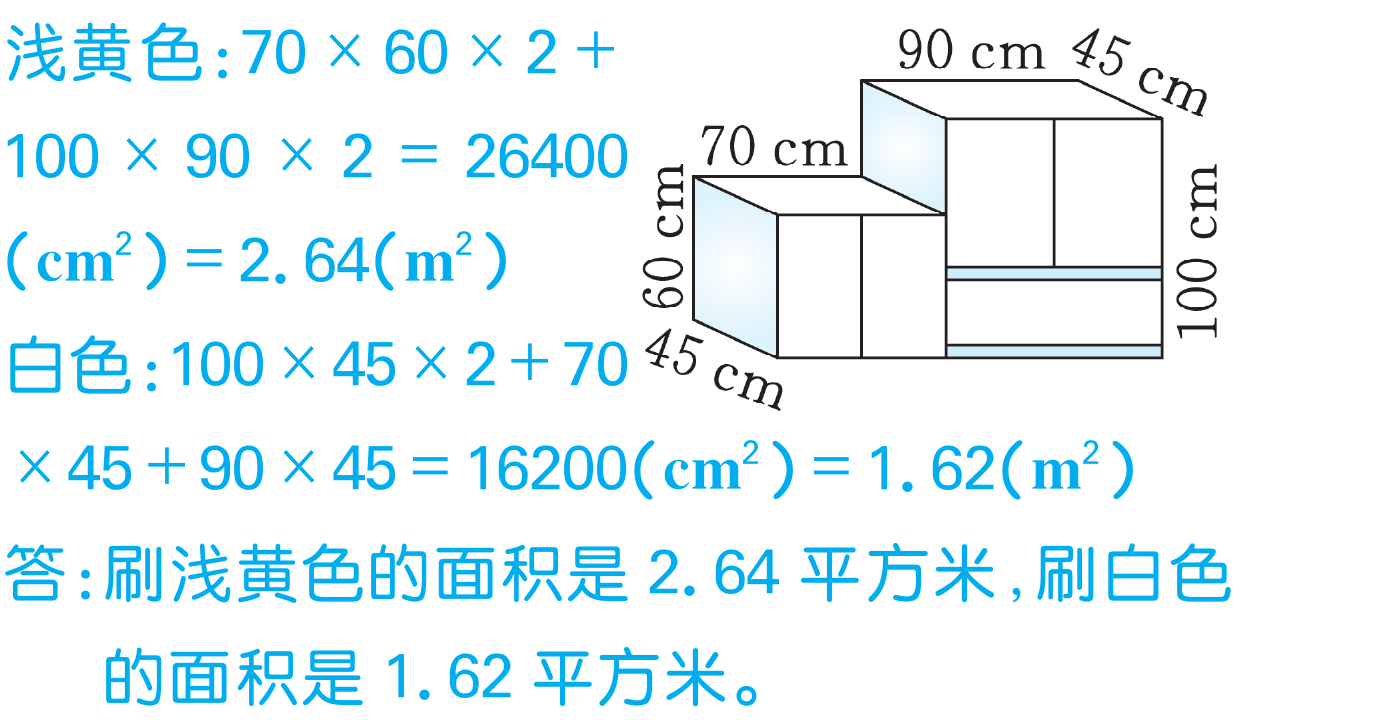 浅黄色:70 × 60 × 2 +
100 × 90 × 2 = 26400
(cm²) = 2.64(m²)
白色:100 × 45 × 2 + 70
× 45 + 90 × 45 = 16200(cm²) = 1.62(m²)
答:刷浅黄色的面积是 2.64 平方米,刷白色
的面积是 1.62 平方米。
90 cm
45 cm
70 cm
60 cm
100 cm
45 cm